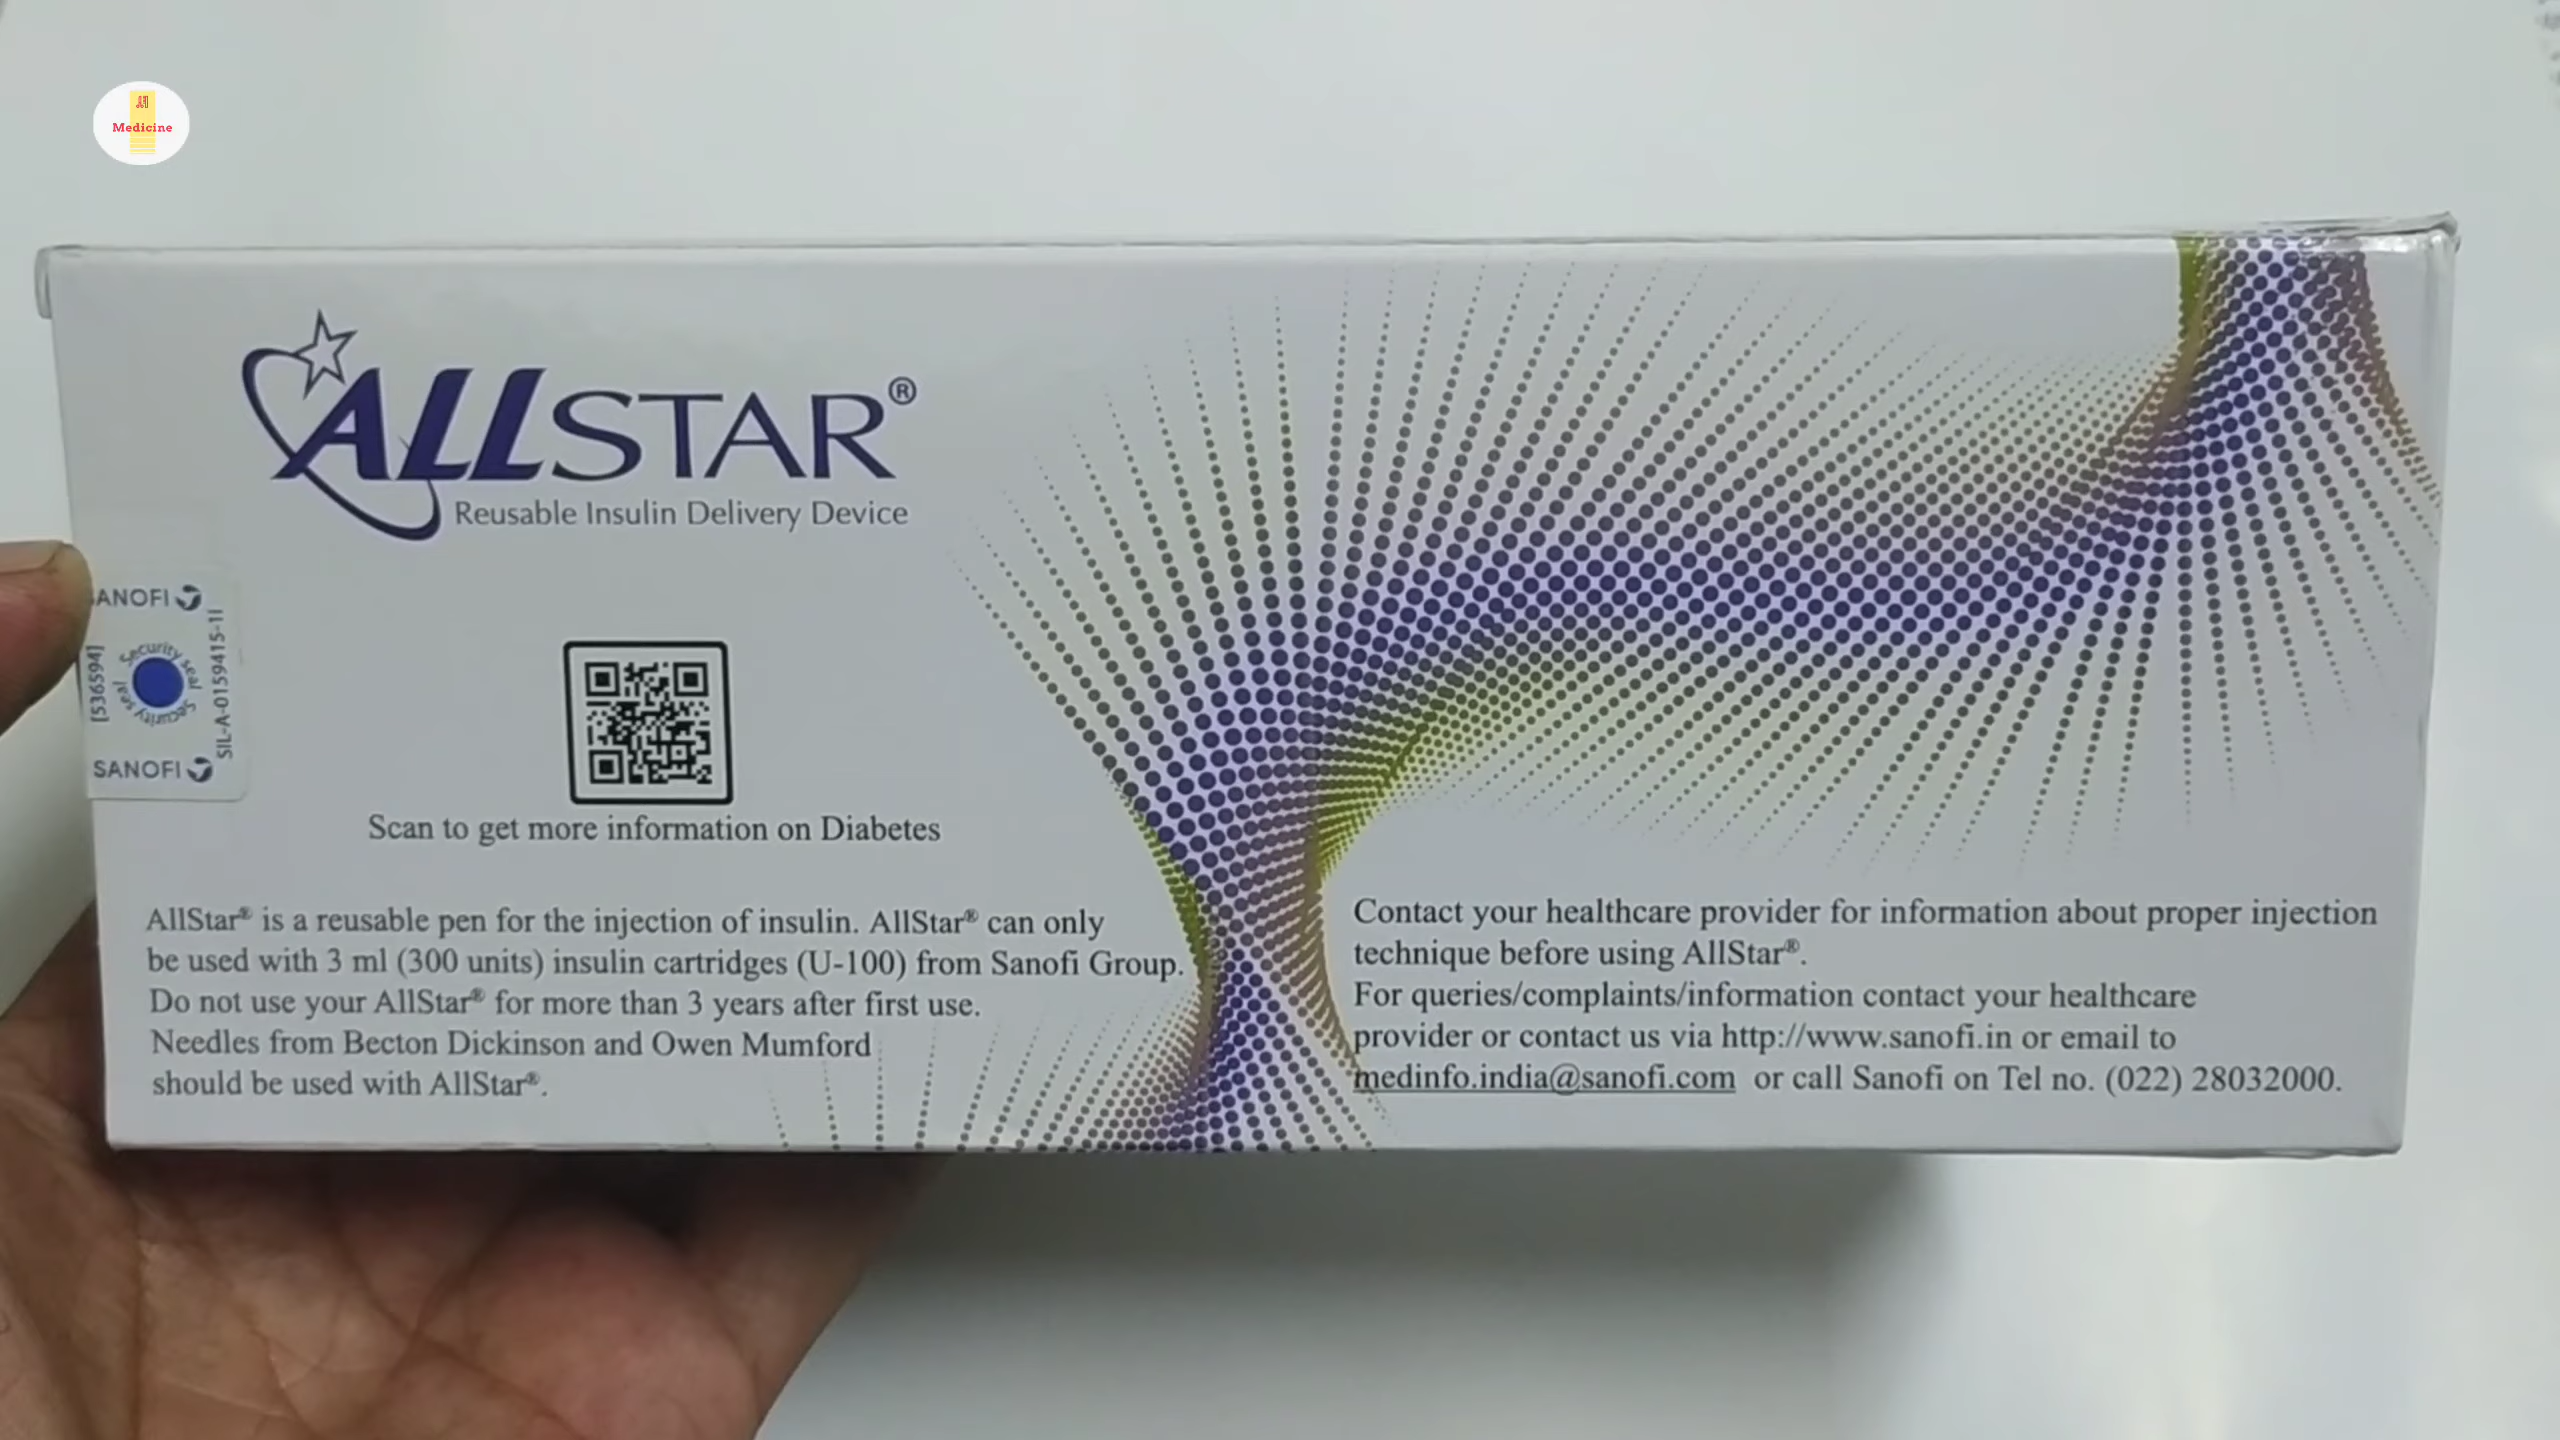 Medicine
ALLSTAR®
Reusable Insulin Delivery Device
SANOFI
Security seal
Security seal
[536594]
SIL-A-0159415-1I
SANOFI
Scan to get more information on Diabetes
AllStar® is a reusable pen for the injection of insulin. AllStar® can only
be used with 3 ml (300 units) insulin cartridges (U-100) from Sanofi Group.
Do not use your AllStar® for more than 3 years after first use.
Needles from Becton Dickinson and Owen Mumford
should be used with AllStar®.
Contact your healthcare provider for information about proper injection
technique before using AllStar®.
For queries/complaints/information contact your healthcare
provider or contact us via http://www.sanofi.in or email to
medinfo.india@sanofi.com or call Sanofi on Tel no. (022) 28032000.